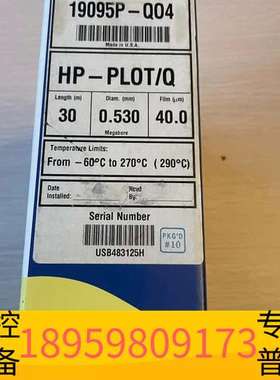 19095P-QO4
Made in U.S.A.
HP-PLOT/Q
Length (m) Diam. (mm) Film (μm)
30 0.530 40.0
Megabore
Temperature Limits:
From -60°C to 270°C (290°C)
Date Installed: By:
Serial Number
USB483125H
PKG'D
#10
控 18959809173 专
备 普